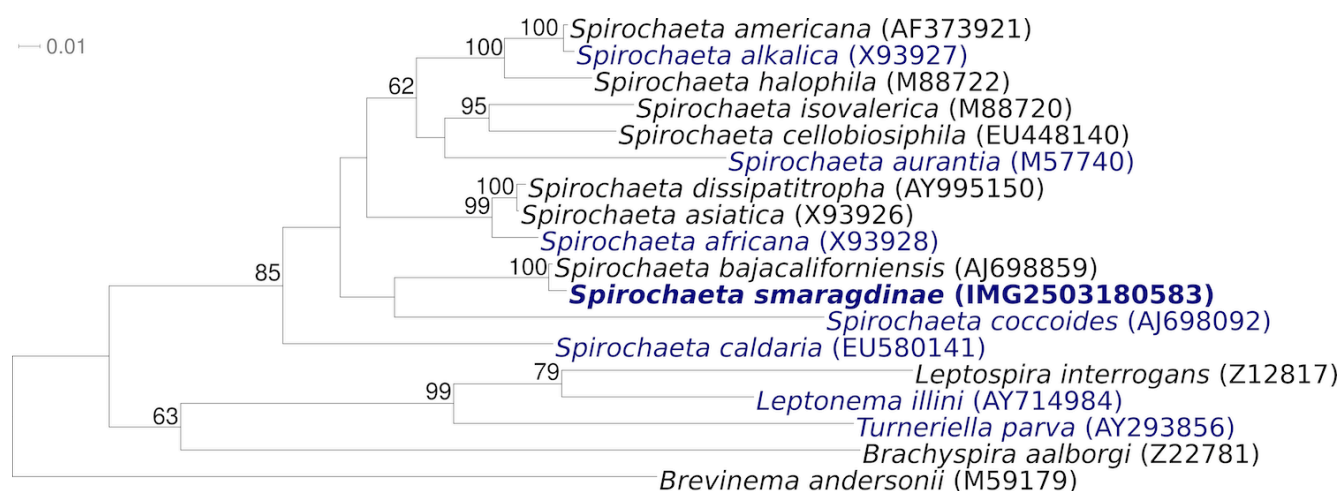 0.01
100 Spirochaeta americana (AF373921)
100 Spirochaeta alkalica (X93927)
Spirochaeta halophila (M88722)
62
95 Spirochaeta isovalerica (M88720)
Spirochaeta cellobiosiphila (EU448140)
Spirochaeta aurantia (M57740)
100 Spirochaeta dissipatitropha (AY995150)
99 Spirochaeta asiatica (X93926)
Spirochaeta africana (X93928)
85 100 Spirochaeta bajacaliforniensis (AJ698859)
Spirochaeta smaragdinae (IMG2503180583)
Spirochaeta coccoides (AJ698092)
Spirochaeta caldaria (EU580141)
79 Leptospira interrogans (Z12817)
99 Leptonema illini (AY714984)
63 Turneriella parva (AY293856)
Brachyspira aalborgi (Z22781)
Brevinema andersonii (M59179)